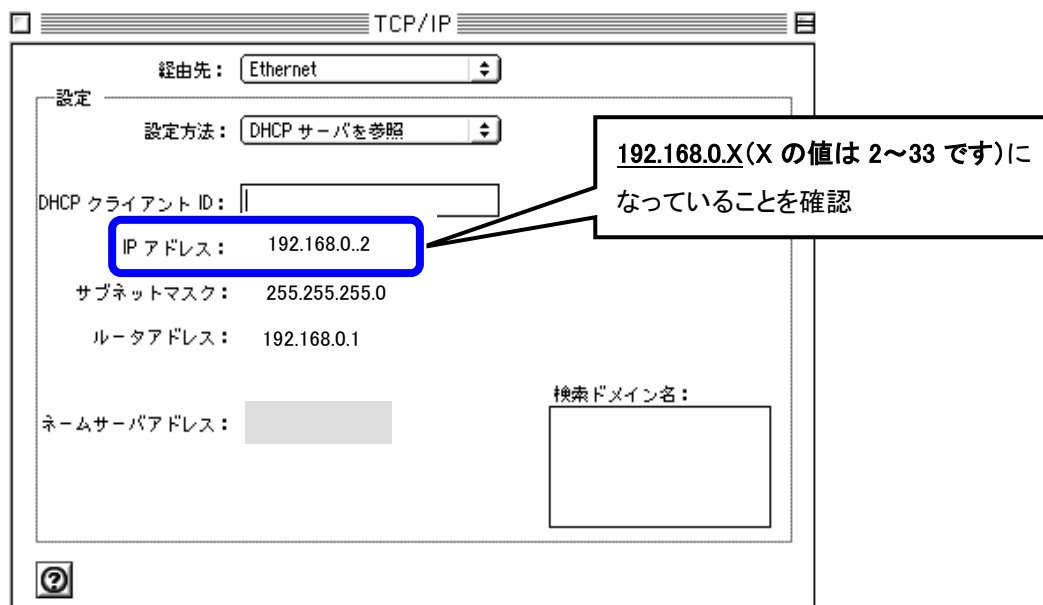 TCP/IP
経由先: Ethernet
設定
設定方法: DHCP サーバを参照
192.168.0.X(X の値は 2～33 です)に
なっていることを確認
DHCP クライアント ID:
IP アドレス: 192.168.0..2
サブネットマスク: 255.255.255.0
ルータアドレス: 192.168.0.1
検索ドメイン名:
ネームサーバアドレス:
?